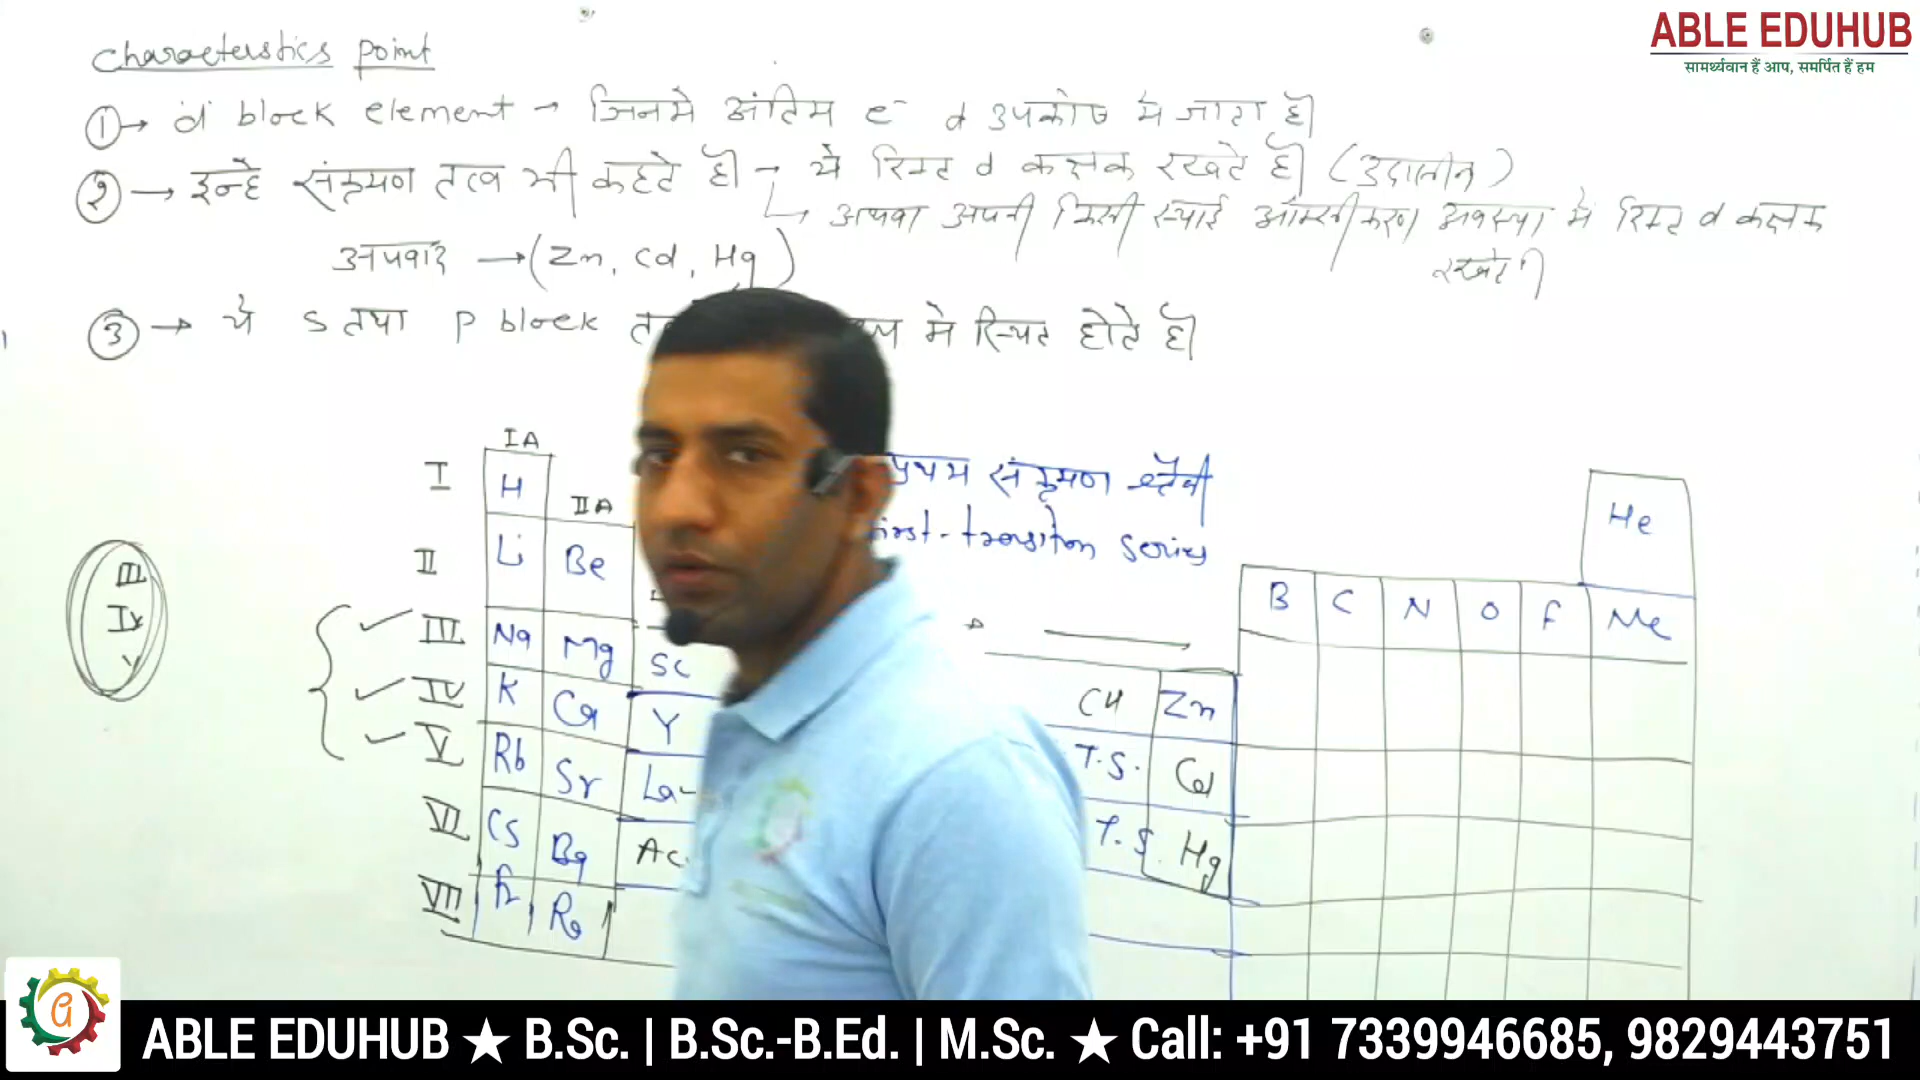 ABLE EDUHUB
सामर्थ्यवान हैं आप, समर्पित हैं हम
Characterstics point
① → d block element → जिनमे अंतिम e⁻ d उपकोष मे जाता है
② → इन्हे संक्रमण तत्व भी कहते है → ये रिक्त d कक्षक रखते है (उदासीन)
↳ अथवा अपनी किसी स्थाई ऑक्सीकरण अवस्था मे रिक्त d कक्षक रखते
अपवाद → (Zn, Cd, Hg)
③ → ये s तथा p block मे स्थित होते है
IA
I H
IIA
प्रथम संक्रमण श्रेणी
first-transiton series
He
II Li Be
B C N O F Ne
III
IV
V
III Na Mg Sc
IV K Ca Y Cu Zn
V Rb Sr La T.S. Cd
VI Cs Ba Ac T.S. Hg
VII Fr Ra
ABLE EDUHUB ★ B.Sc. | B.Sc.-B.Ed. | M.Sc. ★ Call: +91 7339946685, 9829443751